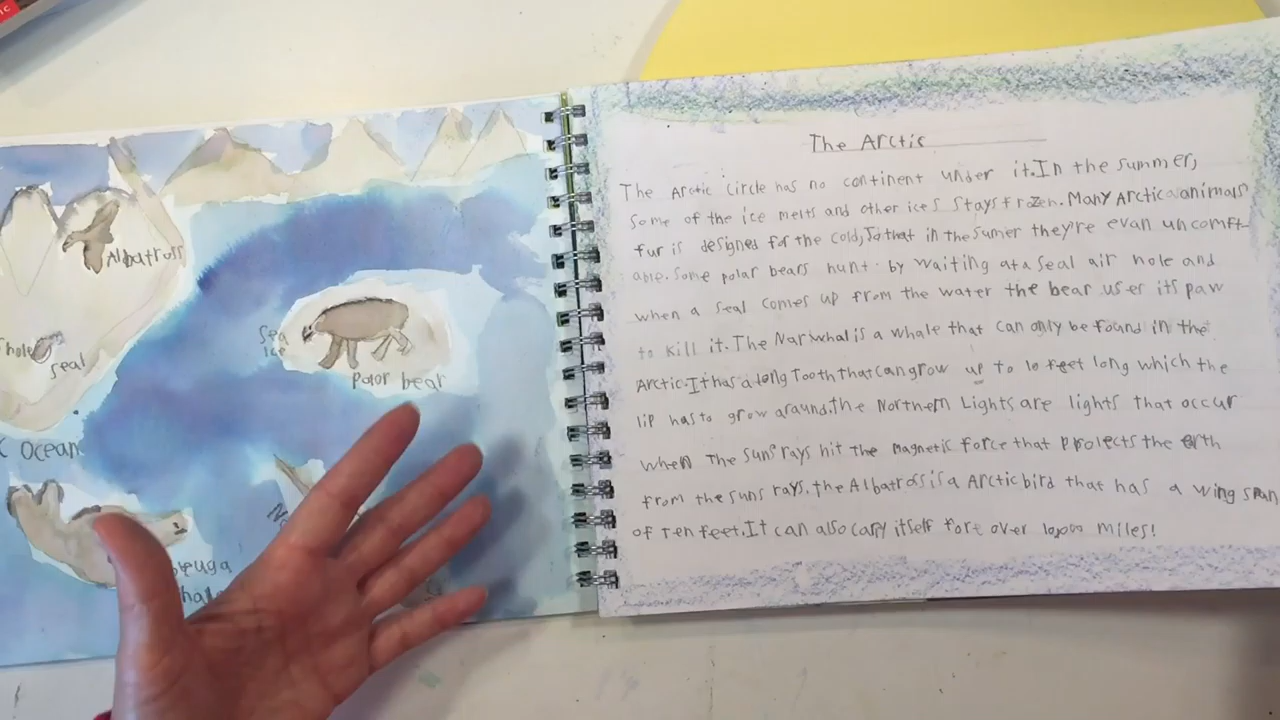 IC
Albatross
hole
seal
Sea
ice
Polar bear
C Ocean
uga
hale
The Arctic
The Arctic Circle has no continent under it. In the summer,
some of the ice melts and other ices stays frozen. Many Arctic animals
fur is designed for the cold, So that in the sumer they're evan uncomft-
able. Some polar bears hunt by waiting at a seal air hole and
when a seal comes up from the water the bear uses its paw
to kill it. The Narwhal is a whale that can only be found in the
Arctic. It has a long Tooth that can grow up to 10 feet long which the
lip has to grow around. the Northern Lights are lights that occur
when The Suns rays hit the magnetic force that protects the erth
from the suns rays. the Albatross is a Arctic bird that has a wing span
of ten feet. It can also carry itself for over 10,000 miles!